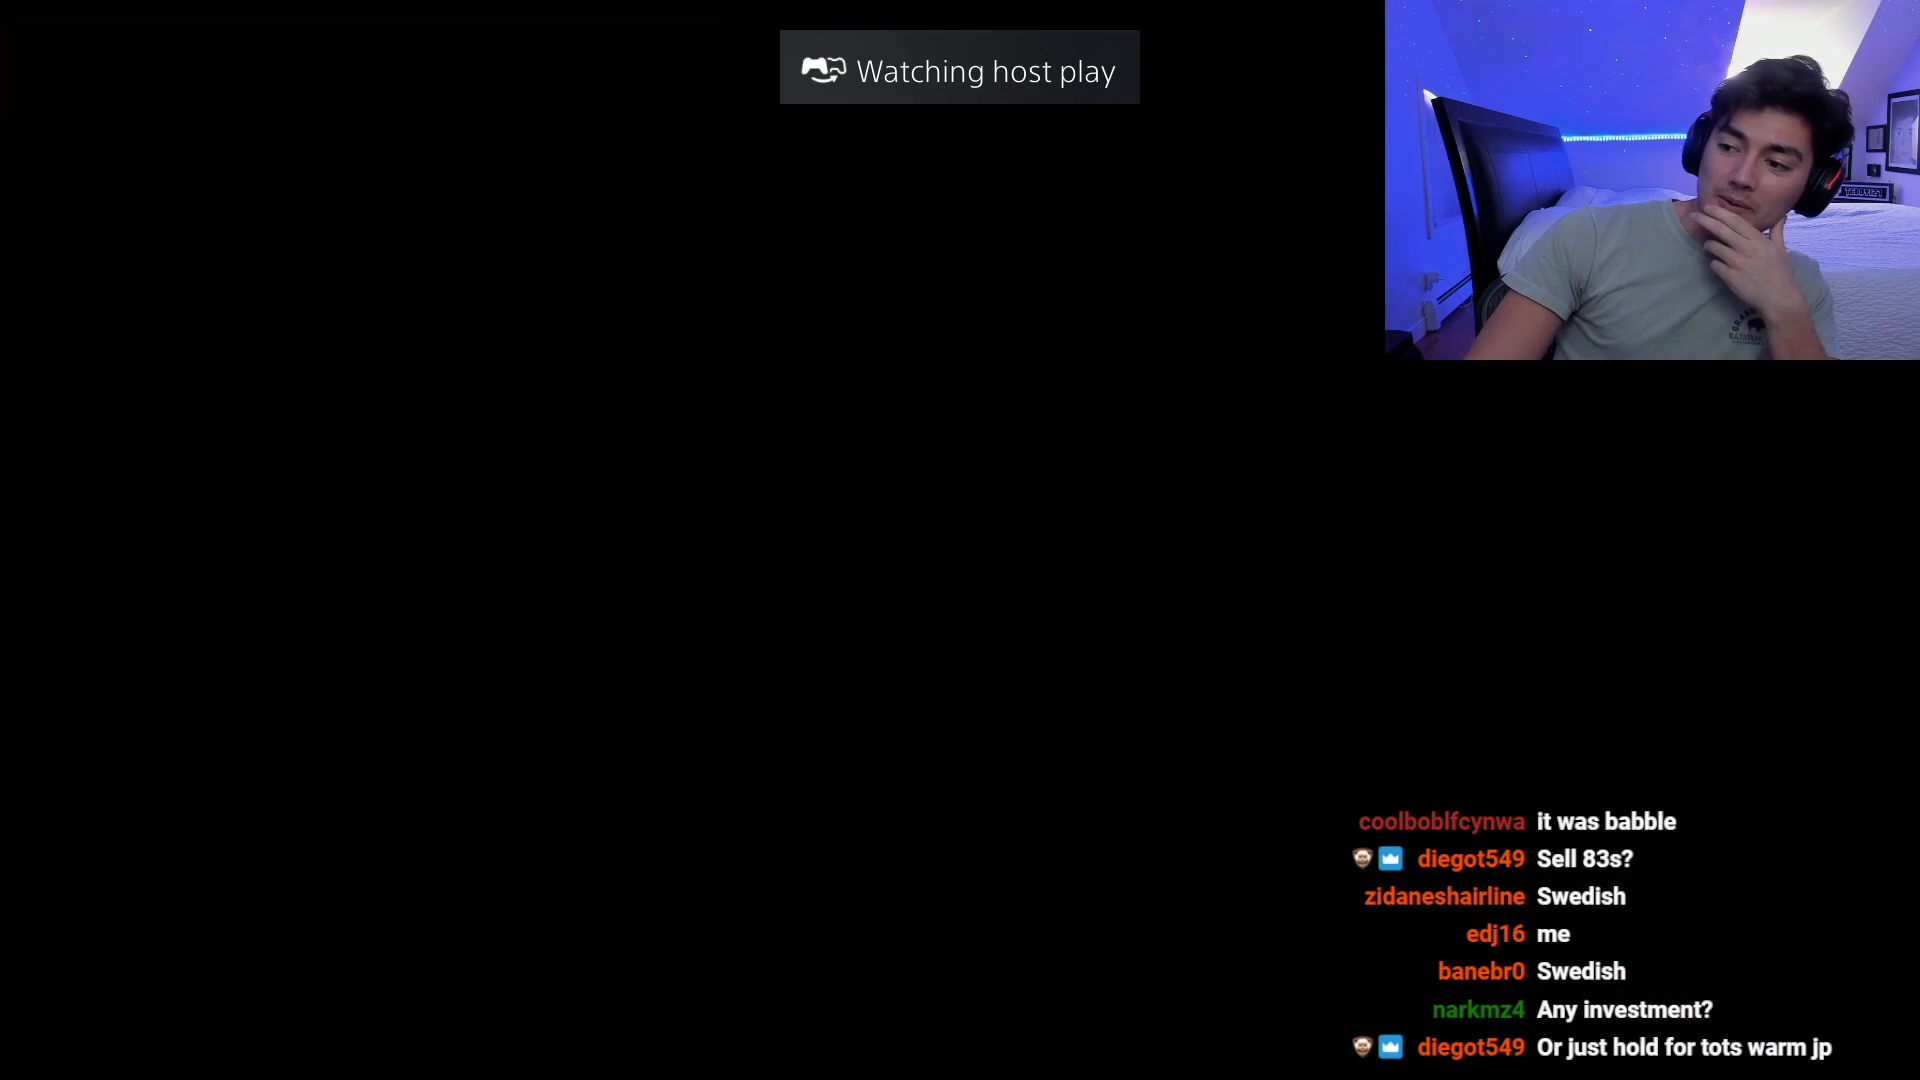 Watching host play
coolboblfcynwa it was babble
diegot549 Sell 83s?
zidaneshairline Swedish
edj16 me
banebr0 Swedish
narkmz4 Any investment?
diegot549 Or just hold for tots warm jp